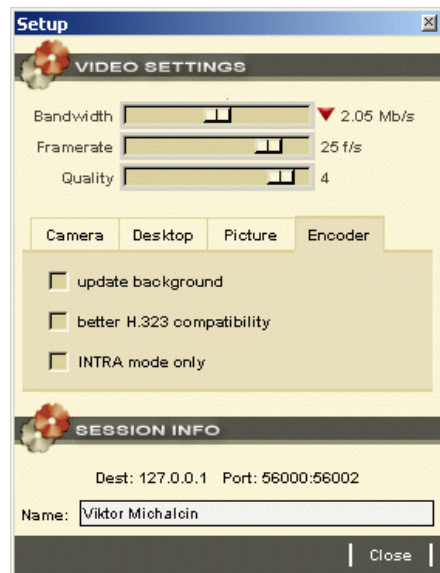 Setup
VIDEO SETTINGS
Bandwidth 2.05 Mb/s
Framerate 25 f/s
Quality 4
Camera Desktop Picture Encoder
update background
better H.323 compatibility
INTRA mode only
SESSION INFO
Dest: 127.0.0.1 Port: 56000:56002
Name: Viktor Michalcin
Close